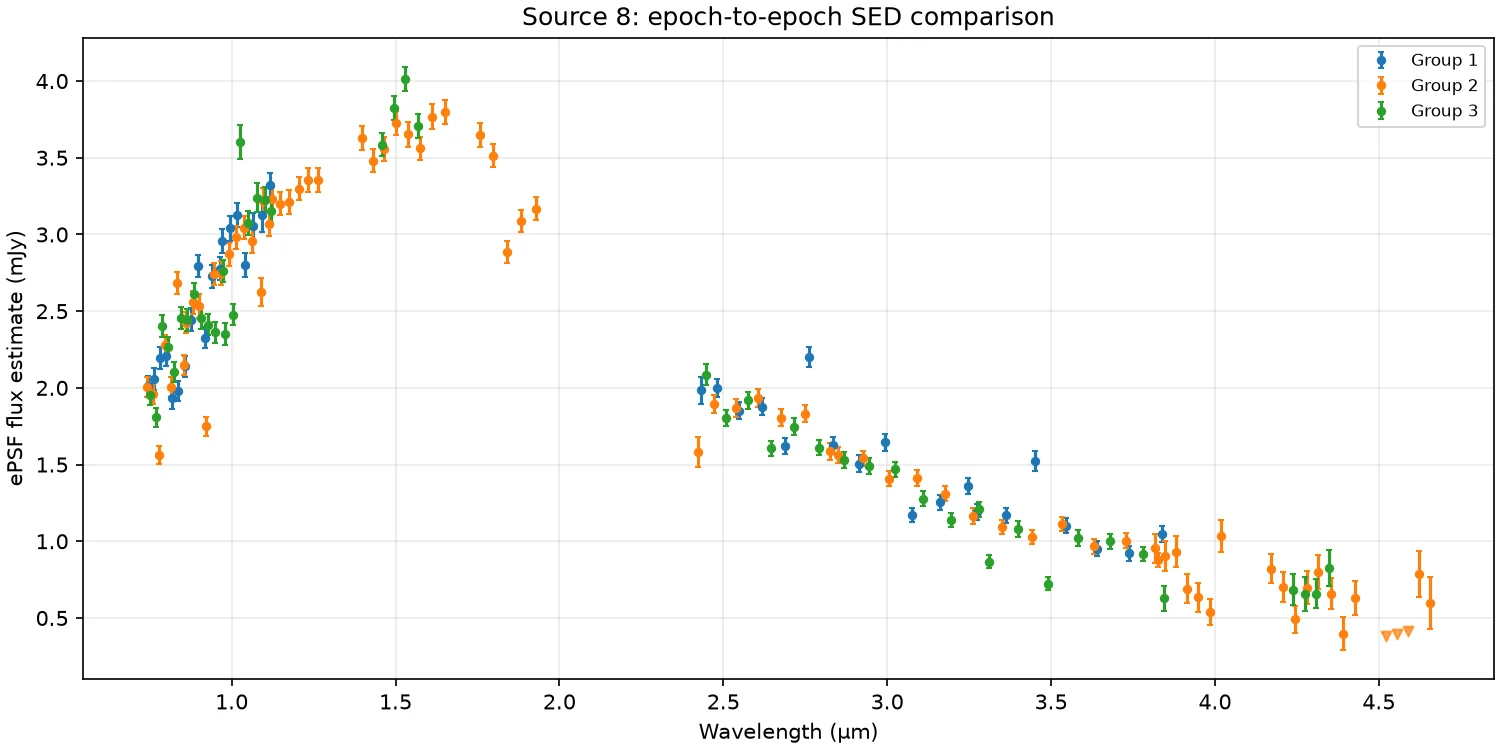 Source 8: epoch-to-epoch SED comparison
ePSF flux estimate (mJy)
4.0
3.5
3.0
2.5
2.0
1.5
1.0
0.5
Group 1
Group 2
Group 3
1.0 1.5 2.0 2.5 3.0 3.5 4.0 4.5
Wavelength (μm)